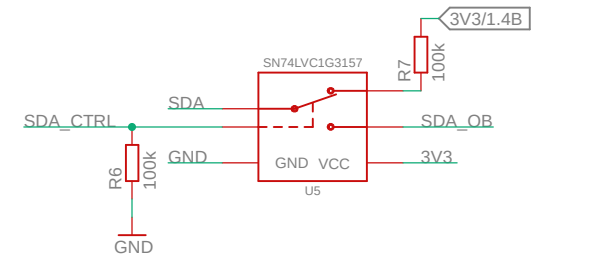 3V3/1.4B
SN74LVC1G3157
R7
100k
SDA
SDA_CTRL
SDA_OB
GND
GND
VCC
3V3
R6
100k
U5
GND